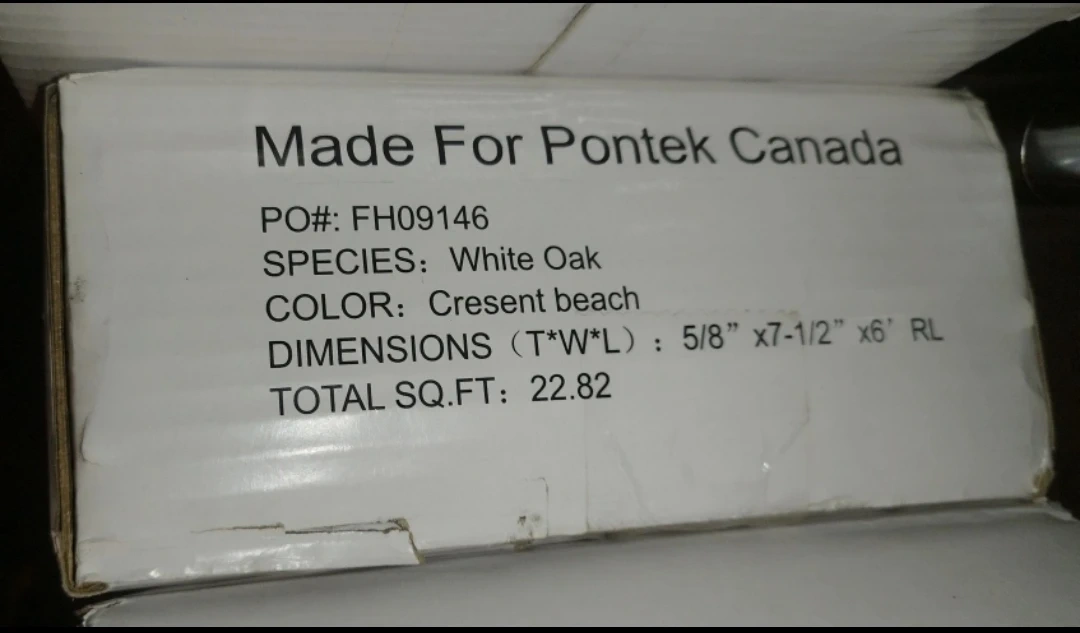 Made For Pontek Canada
PO#: FH09146
SPECIES： White Oak
COLOR： Cresent beach
DIMENSIONS（T*W*L）： 5/8” x7-1/2” x6’ RL
TOTAL SQ.FT： 22.82